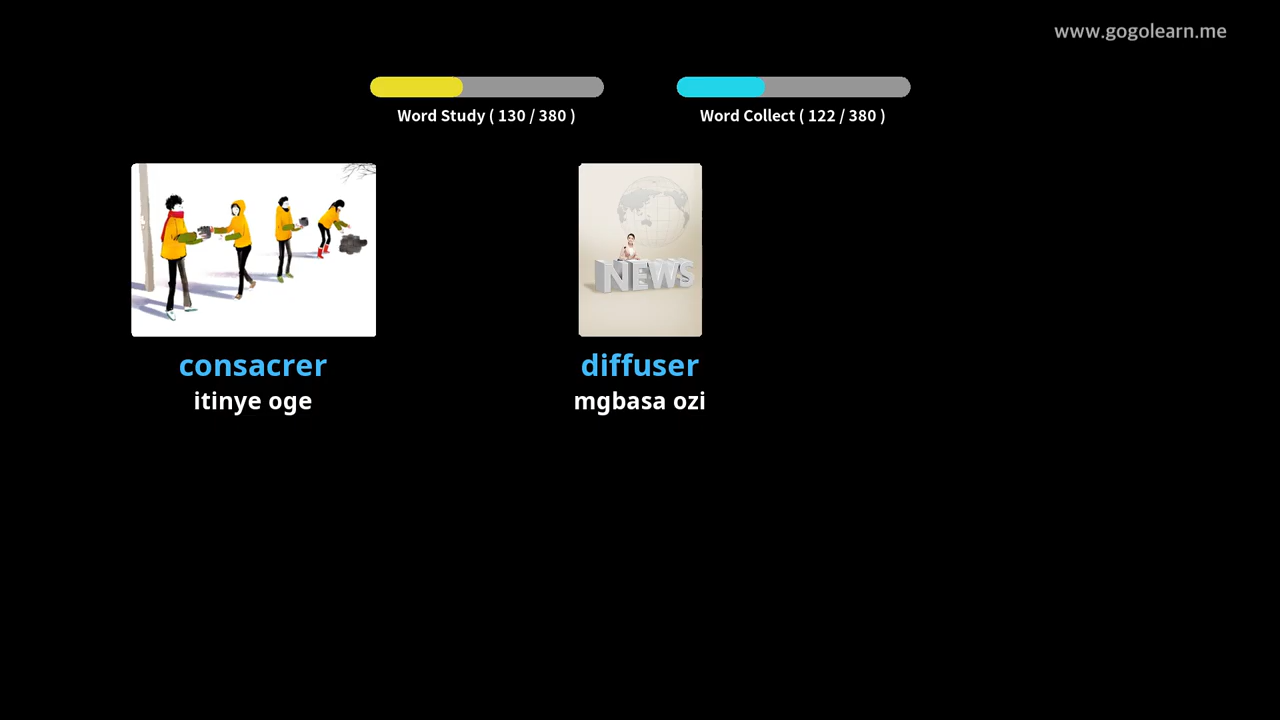 www.gogolearn.me
Word Study ( 130 / 380 )
Word Collect ( 122 / 380 )
NEWS
consacrer
itinye oge
diffuser
mgbasa ozi